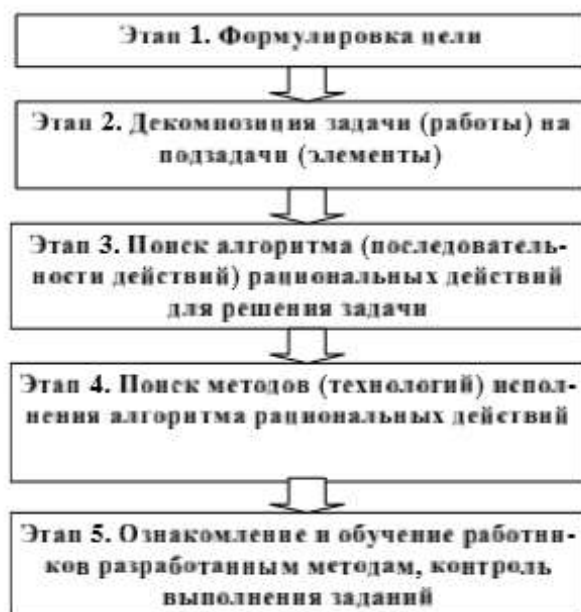 Этап 1. Формулировка цели
Этап 2. Декомпозиция задачи (работы) на
подзадачи (элементы)
Этап 3. Поиск алгоритма (последователь-
ности действий) рациональных действий
для решения задачи
Этап 4. Поиск методов (технологий) испол-
нения алгоритма рациональных действий
Этап 5. Ознакомление и обучение работни-
ков разработанным методам, контроль
выполнения заданий